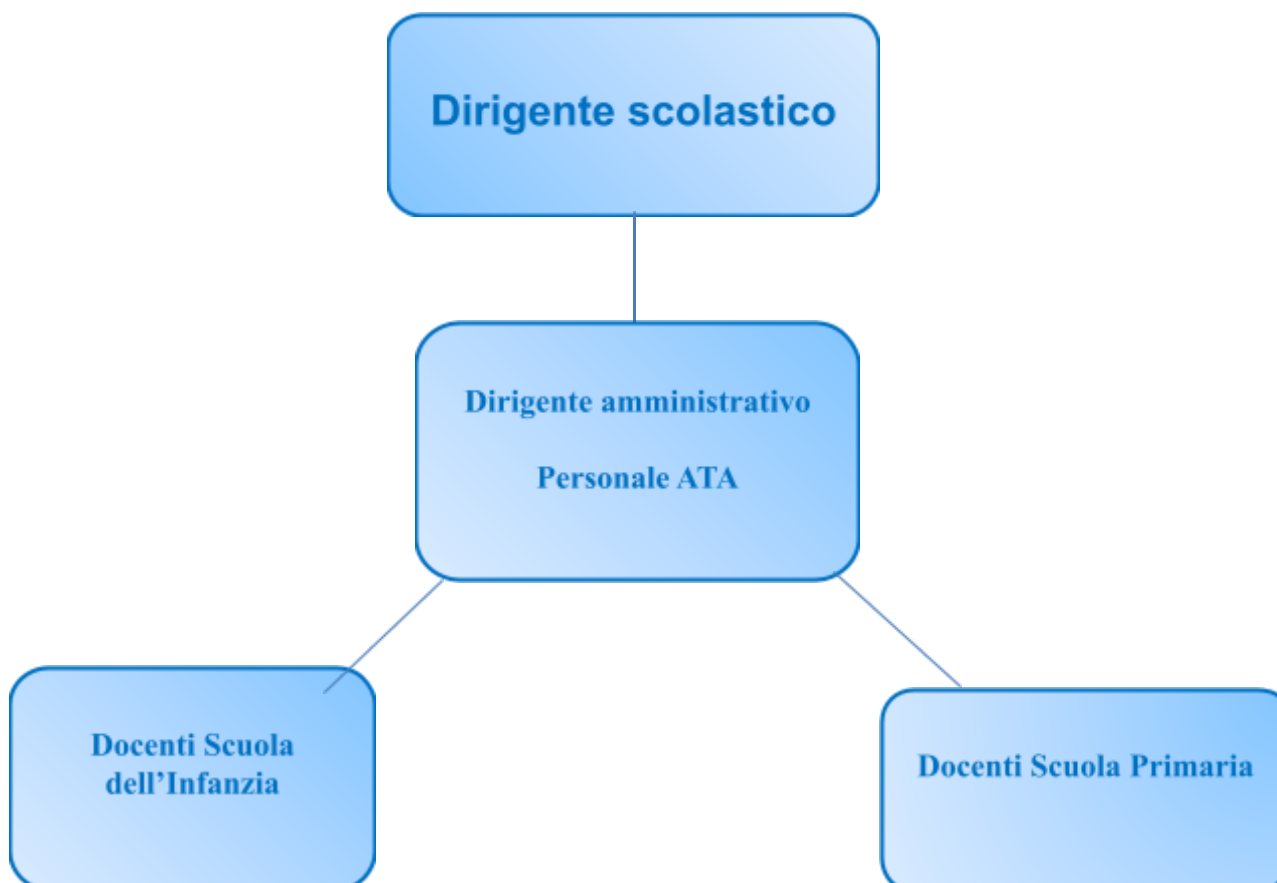 Dirigente scolastico
Dirigente amministrativo
Personale ATA
Docenti Scuola
dell’Infanzia
Docenti Scuola Primaria